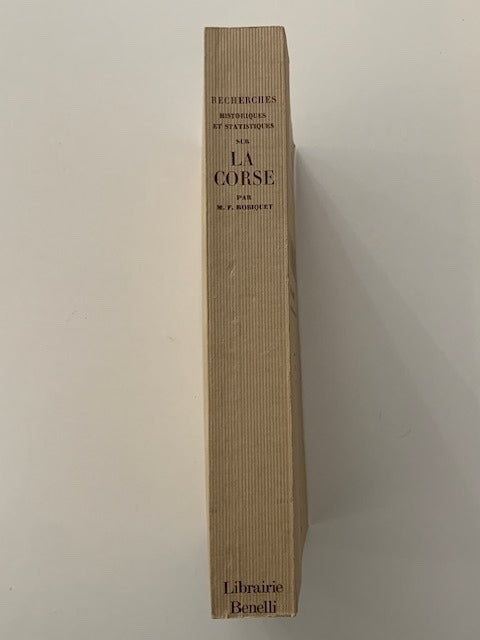 RECHERCHES
HISTORIQUES
ET STATISTIQUES
SUR
LA
CORSE
PAR
M. F. ROBIQUET
Librairie
Benelli